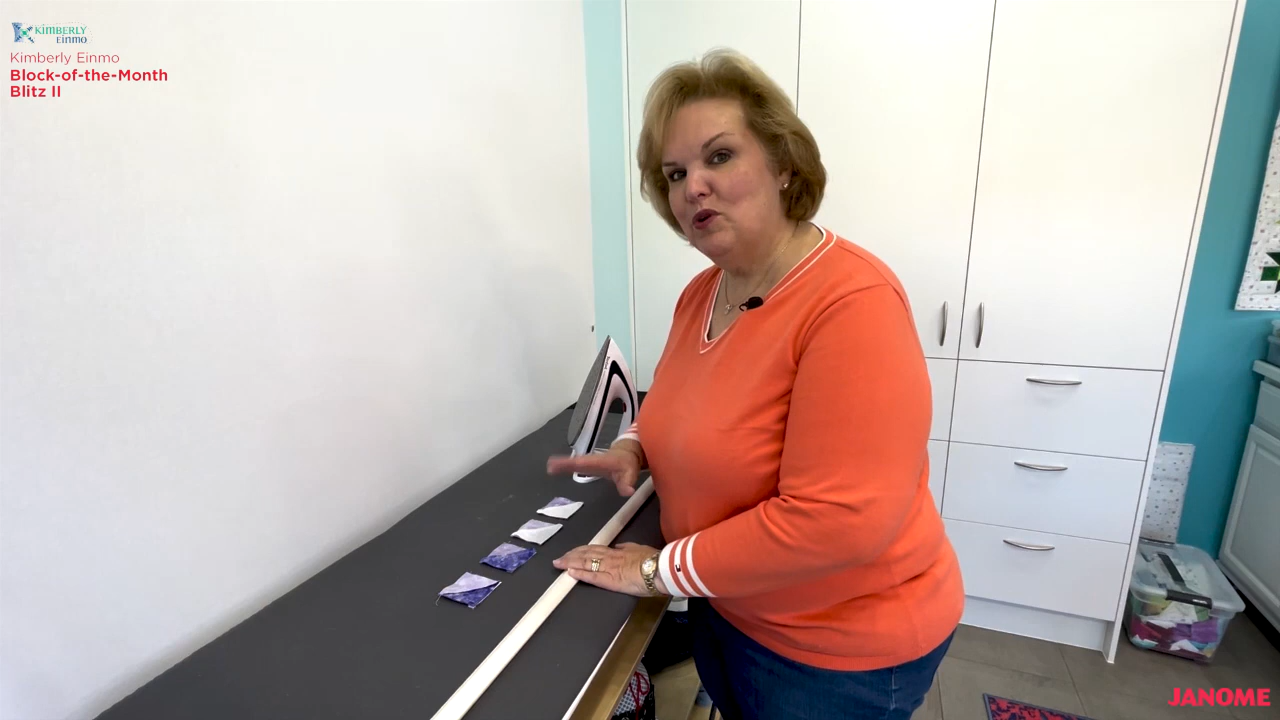 KIMBERLY
EINMO
Kimberly Einmo
Block-of-the-Month
Blitz II
JANOME